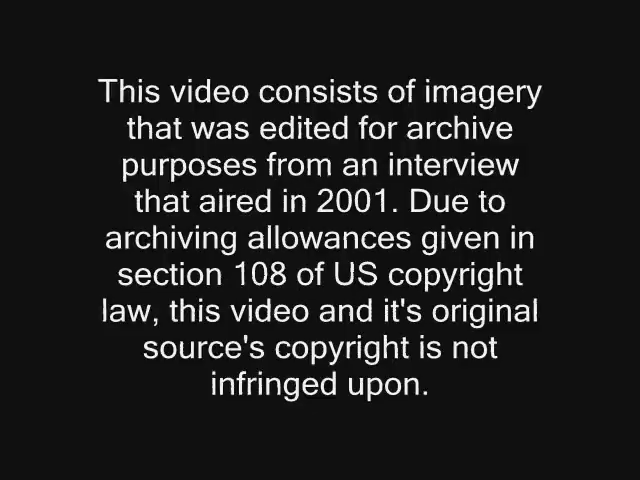 This video consists of imagery
that was edited for archive
purposes from an interview
that aired in 2001. Due to
archiving allowances given in
section 108 of US copyright
law, this video and it's original
source's copyright is not
infringed upon.